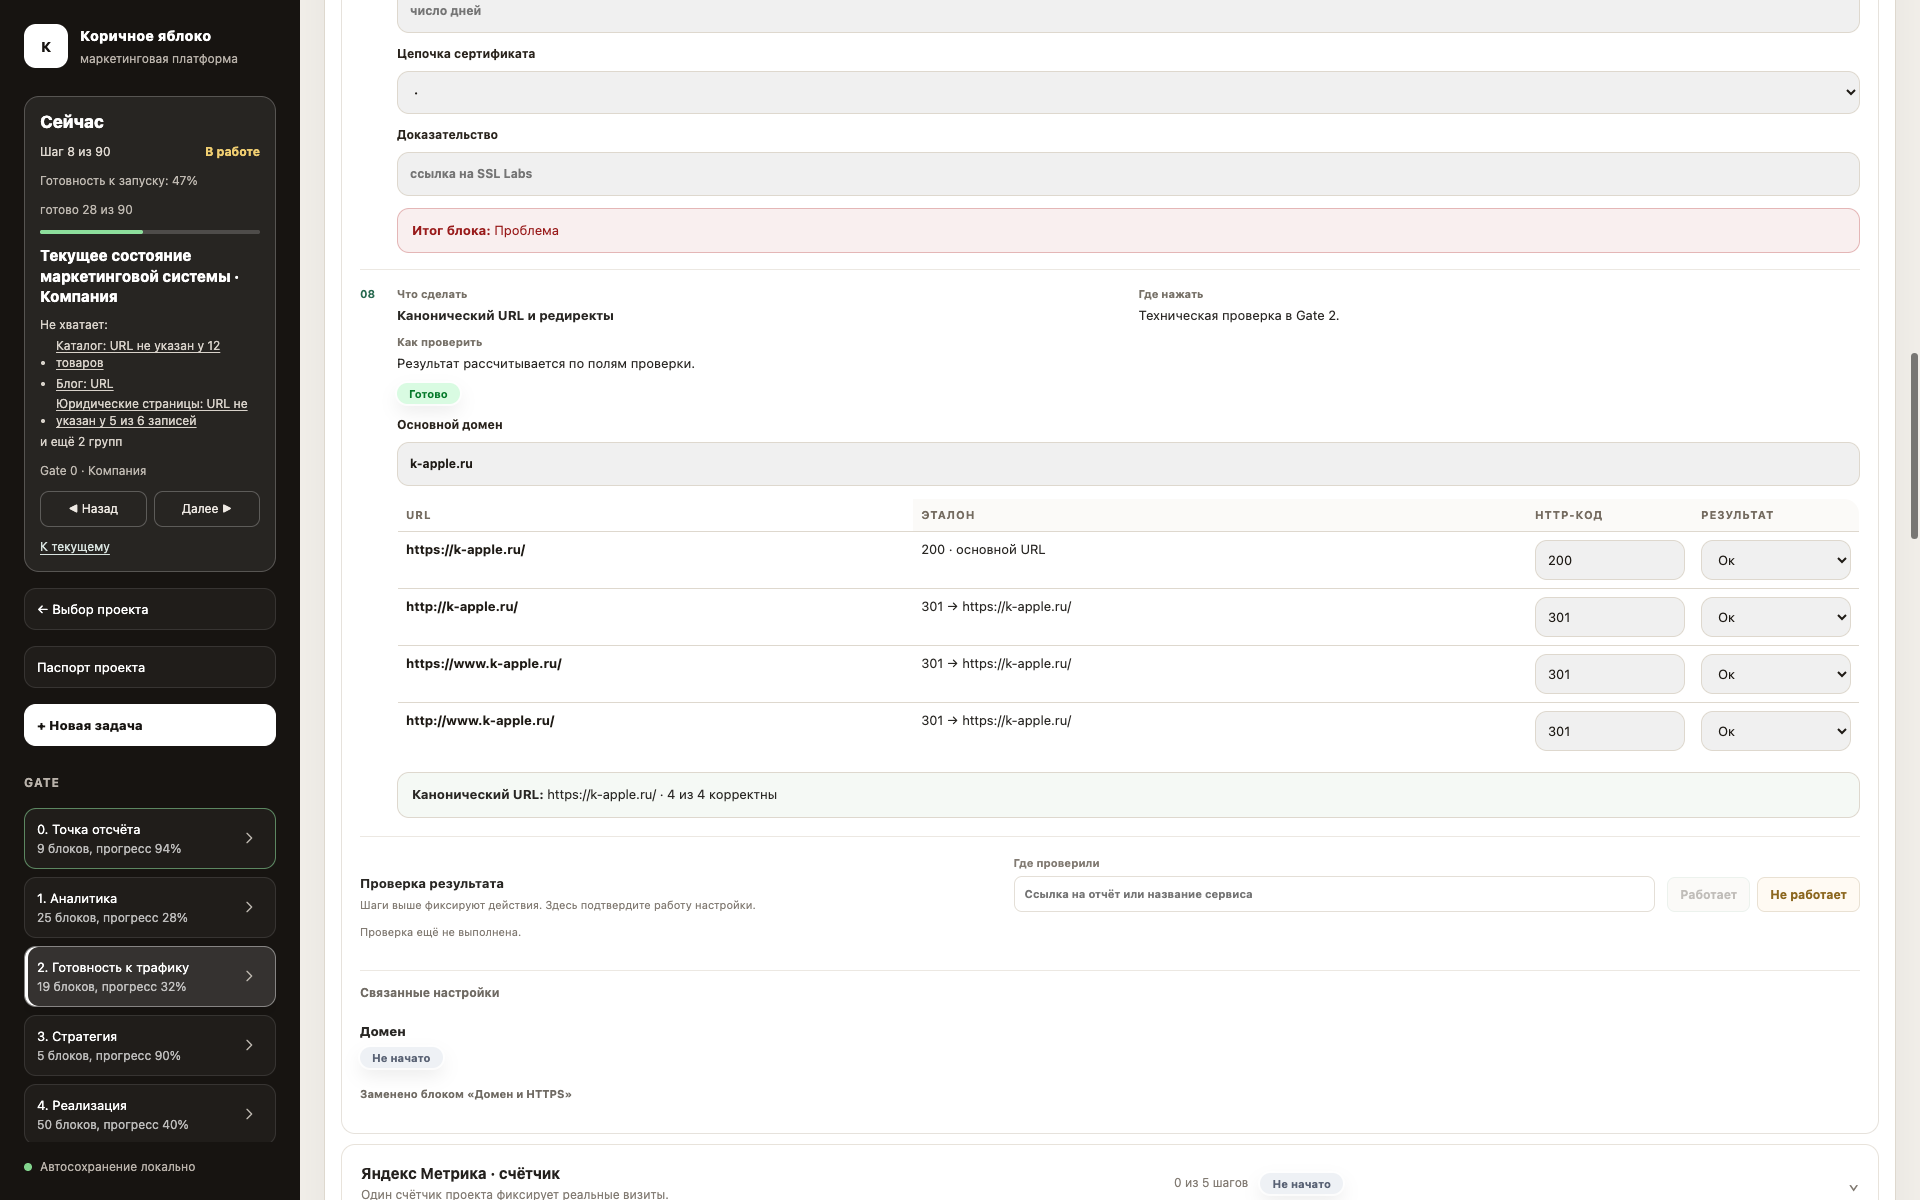 K
Коричное яблоко
маркетинговая платформа
Сейчас
Шаг 8 из 90
В работе
Готовность к запуску: 47%
готово 28 из 90
Текущее состояние
маркетинговой системы ·
Компания
Не хватает:
• Каталог: URL не указан у 12
товаров
• Блог: URL
• Юридические страницы: URL не
указан у 5 из 6 записей
и ещё 2 групп
Gate 0 · Компания
◀ Назад
Далее ▶
К текущему
← Выбор проекта
Паспорт проекта
+ Новая задача
GATE
0. Точка отсчёта
9 блоков, прогресс 94%
1. Аналитика
25 блоков, прогресс 28%
2. Готовность к трафику
19 блоков, прогресс 32%
3. Стратегия
5 блоков, прогресс 90%
4. Реализация
50 блоков, прогресс 40%
Автосохранение локально
число дней
Цепочка сертификата
·
Доказательство
ссылка на SSL Labs
Итог блока: Проблема
08
Что сделать
Канонический URL и редиректы
Где нажать
Техническая проверка в Gate 2.
Как проверить
Результат рассчитывается по полям проверки.
Готово
Основной домен
k-apple.ru
URL ЭТАЛОН HTTP-КОД РЕЗУЛЬТАТ
https://k-apple.ru/ 200 · основной URL 200 Ок
http://k-apple.ru/ 301 → https://k-apple.ru/ 301 Ок
https://www.k-apple.ru/ 301 → https://k-apple.ru/ 301 Ок
http://www.k-apple.ru/ 301 → https://k-apple.ru/ 301 Ок
Канонический URL: https://k-apple.ru/ · 4 из 4 корректны
Проверка результата
Шаги выше фиксируют действия. Здесь подтвердите работу настройки.
Проверка ещё не выполнена.
Где проверили
Ссылка на отчёт или название сервиса
Работает
Не работает
Связанные настройки
Домен
Не начато
Заменено блоком «Домен и HTTPS»
Яндекс Метрика · счётчик
Один счётчик проекта фиксирует реальные визиты.
0 из 5 шагов
Не начато